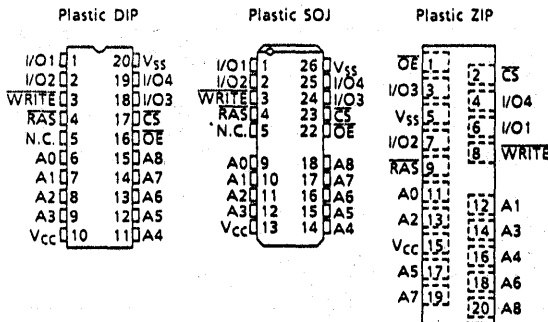 Plastic DIP
I/O1 1 20 VSS
I/O2 2 19 I/O4
WRITE 3 18 I/O3
RAS 4 17 CS
N.C. 5 16 OE
A0 6 15 A8
A1 7 14 A7
A2 8 13 A6
A3 9 12 A5
VCC 10 11 A4
Plastic SOJ
I/O1 1 26 VSS
I/O2 2 25 I/O4
WRITE 3 24 I/O3
RAS 4 23 CS
N.C. 5 22 OE
A0 9 18 A8
A1 10 17 A7
A2 11 16 A6
A3 12 15 A5
VCC 13 14 A4
Plastic ZIP
OE 1
2 CS
I/O3 3
4 I/O4
VSS 5
6 I/O1
I/O2 7
8 WRITE
RAS 9
A0 11
12 A1
A2 13
14 A3
VCC 15
16 A4
A5 17
18 A6
A7 19
20 A8